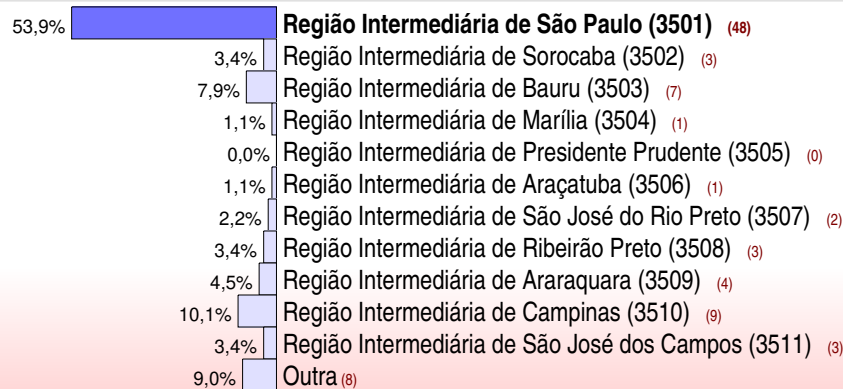 53,9% Região Intermediária de São Paulo (3501) (48)
3,4% Região Intermediária de Sorocaba (3502) (3)
7,9% Região Intermediária de Bauru (3503) (7)
1,1% Região Intermediária de Marília (3504) (1)
0,0% Região Intermediária de Presidente Prudente (3505) (0)
1,1% Região Intermediária de Araçatuba (3506) (1)
2,2% Região Intermediária de São José do Rio Preto (3507) (2)
3,4% Região Intermediária de Ribeirão Preto (3508) (3)
4,5% Região Intermediária de Araraquara (3509) (4)
10,1% Região Intermediária de Campinas (3510) (9)
3,4% Região Intermediária de São José dos Campos (3511) (3)
9,0% Outra (8)